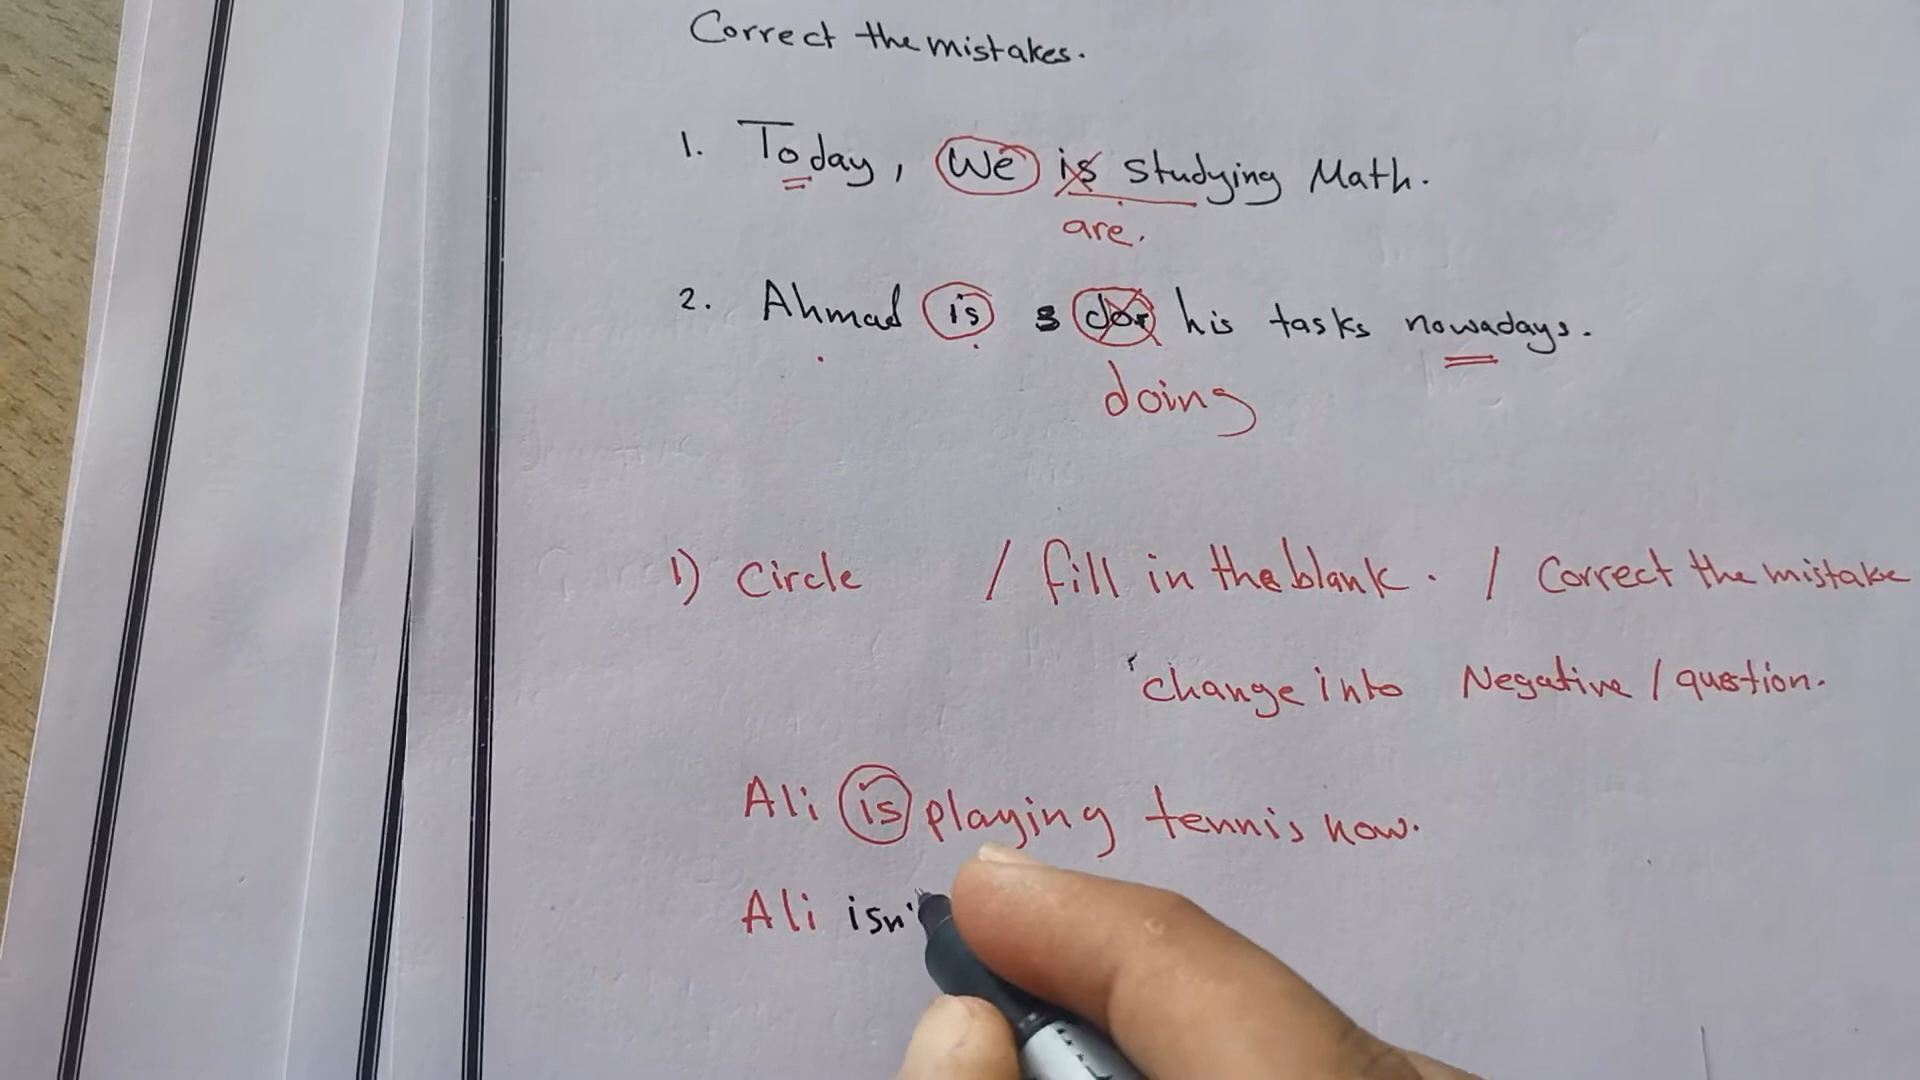 Correct the mistakes.
1. Today, We is studying Math.
are.
2. Ahmad is do his tasks nowadays.
doing
1) Circle / fill in the blank. / Correct the mistake
change into Negative / question.
Ali is playing tennis now.
Ali isn'